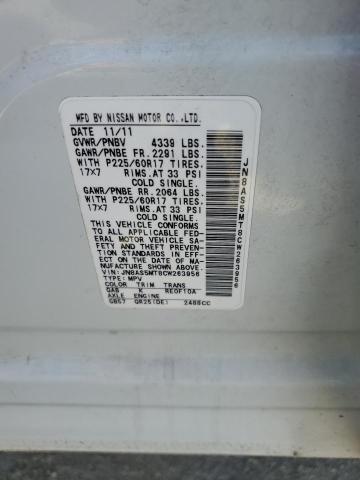 MFD BY NISSAN MOTOR CO.,LTD.
DATE 11/11
GVWR/PNBV 4339 LBS.
GAWR/PNBE FR. 2291 LBS.
WITH P225/60R17 TIRES.
17X7 RIMS.AT 33 PSI
COLD SINGLE.
GAWR/PNBE RR. 2064 LBS.
WITH P225/60R17 TIRES.
17X7 RIMS.AT 33 PSI
COLD SINGLE.
THIS VEHICLE CONFORMS
TO ALL APPLICABLE FED-
ERAL MOTOR VEHICLE SA-
FETY AND THEFT PREVEN-
TION STANDARDS IN EFF-
ECT ON THE DATE OF MA-
NUFACTURE SHOWN ABOVE.
VIN: JN8AS5MT8CW263956
TYPE: MPV
COLOR TRIM TRANS
QAB K RE0F10A
AXLE ENGINE
GB57 QR25(DE) 2488CC
JN8AS5MT8CW263956